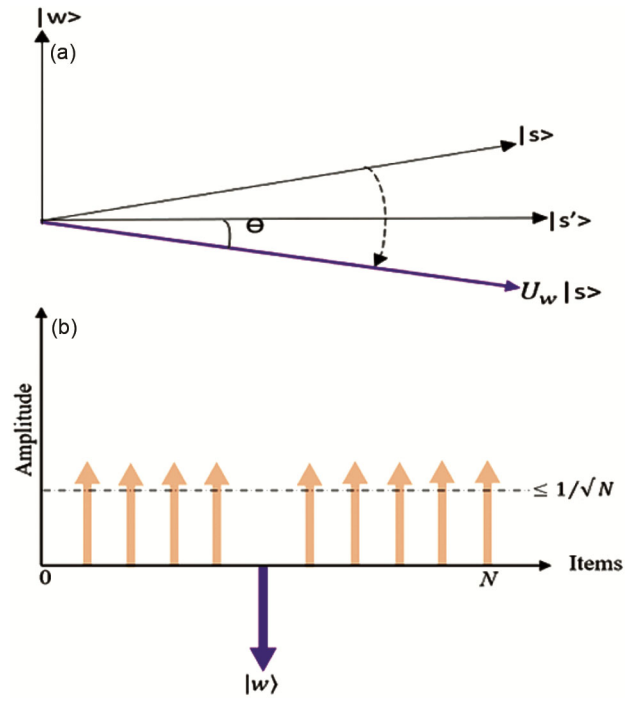 |w>
(a)
|s>
ɵ
|s'>
U_w |s>
(b)
Amplitude
≤ 1/√N
0
N
Items
|w⟩